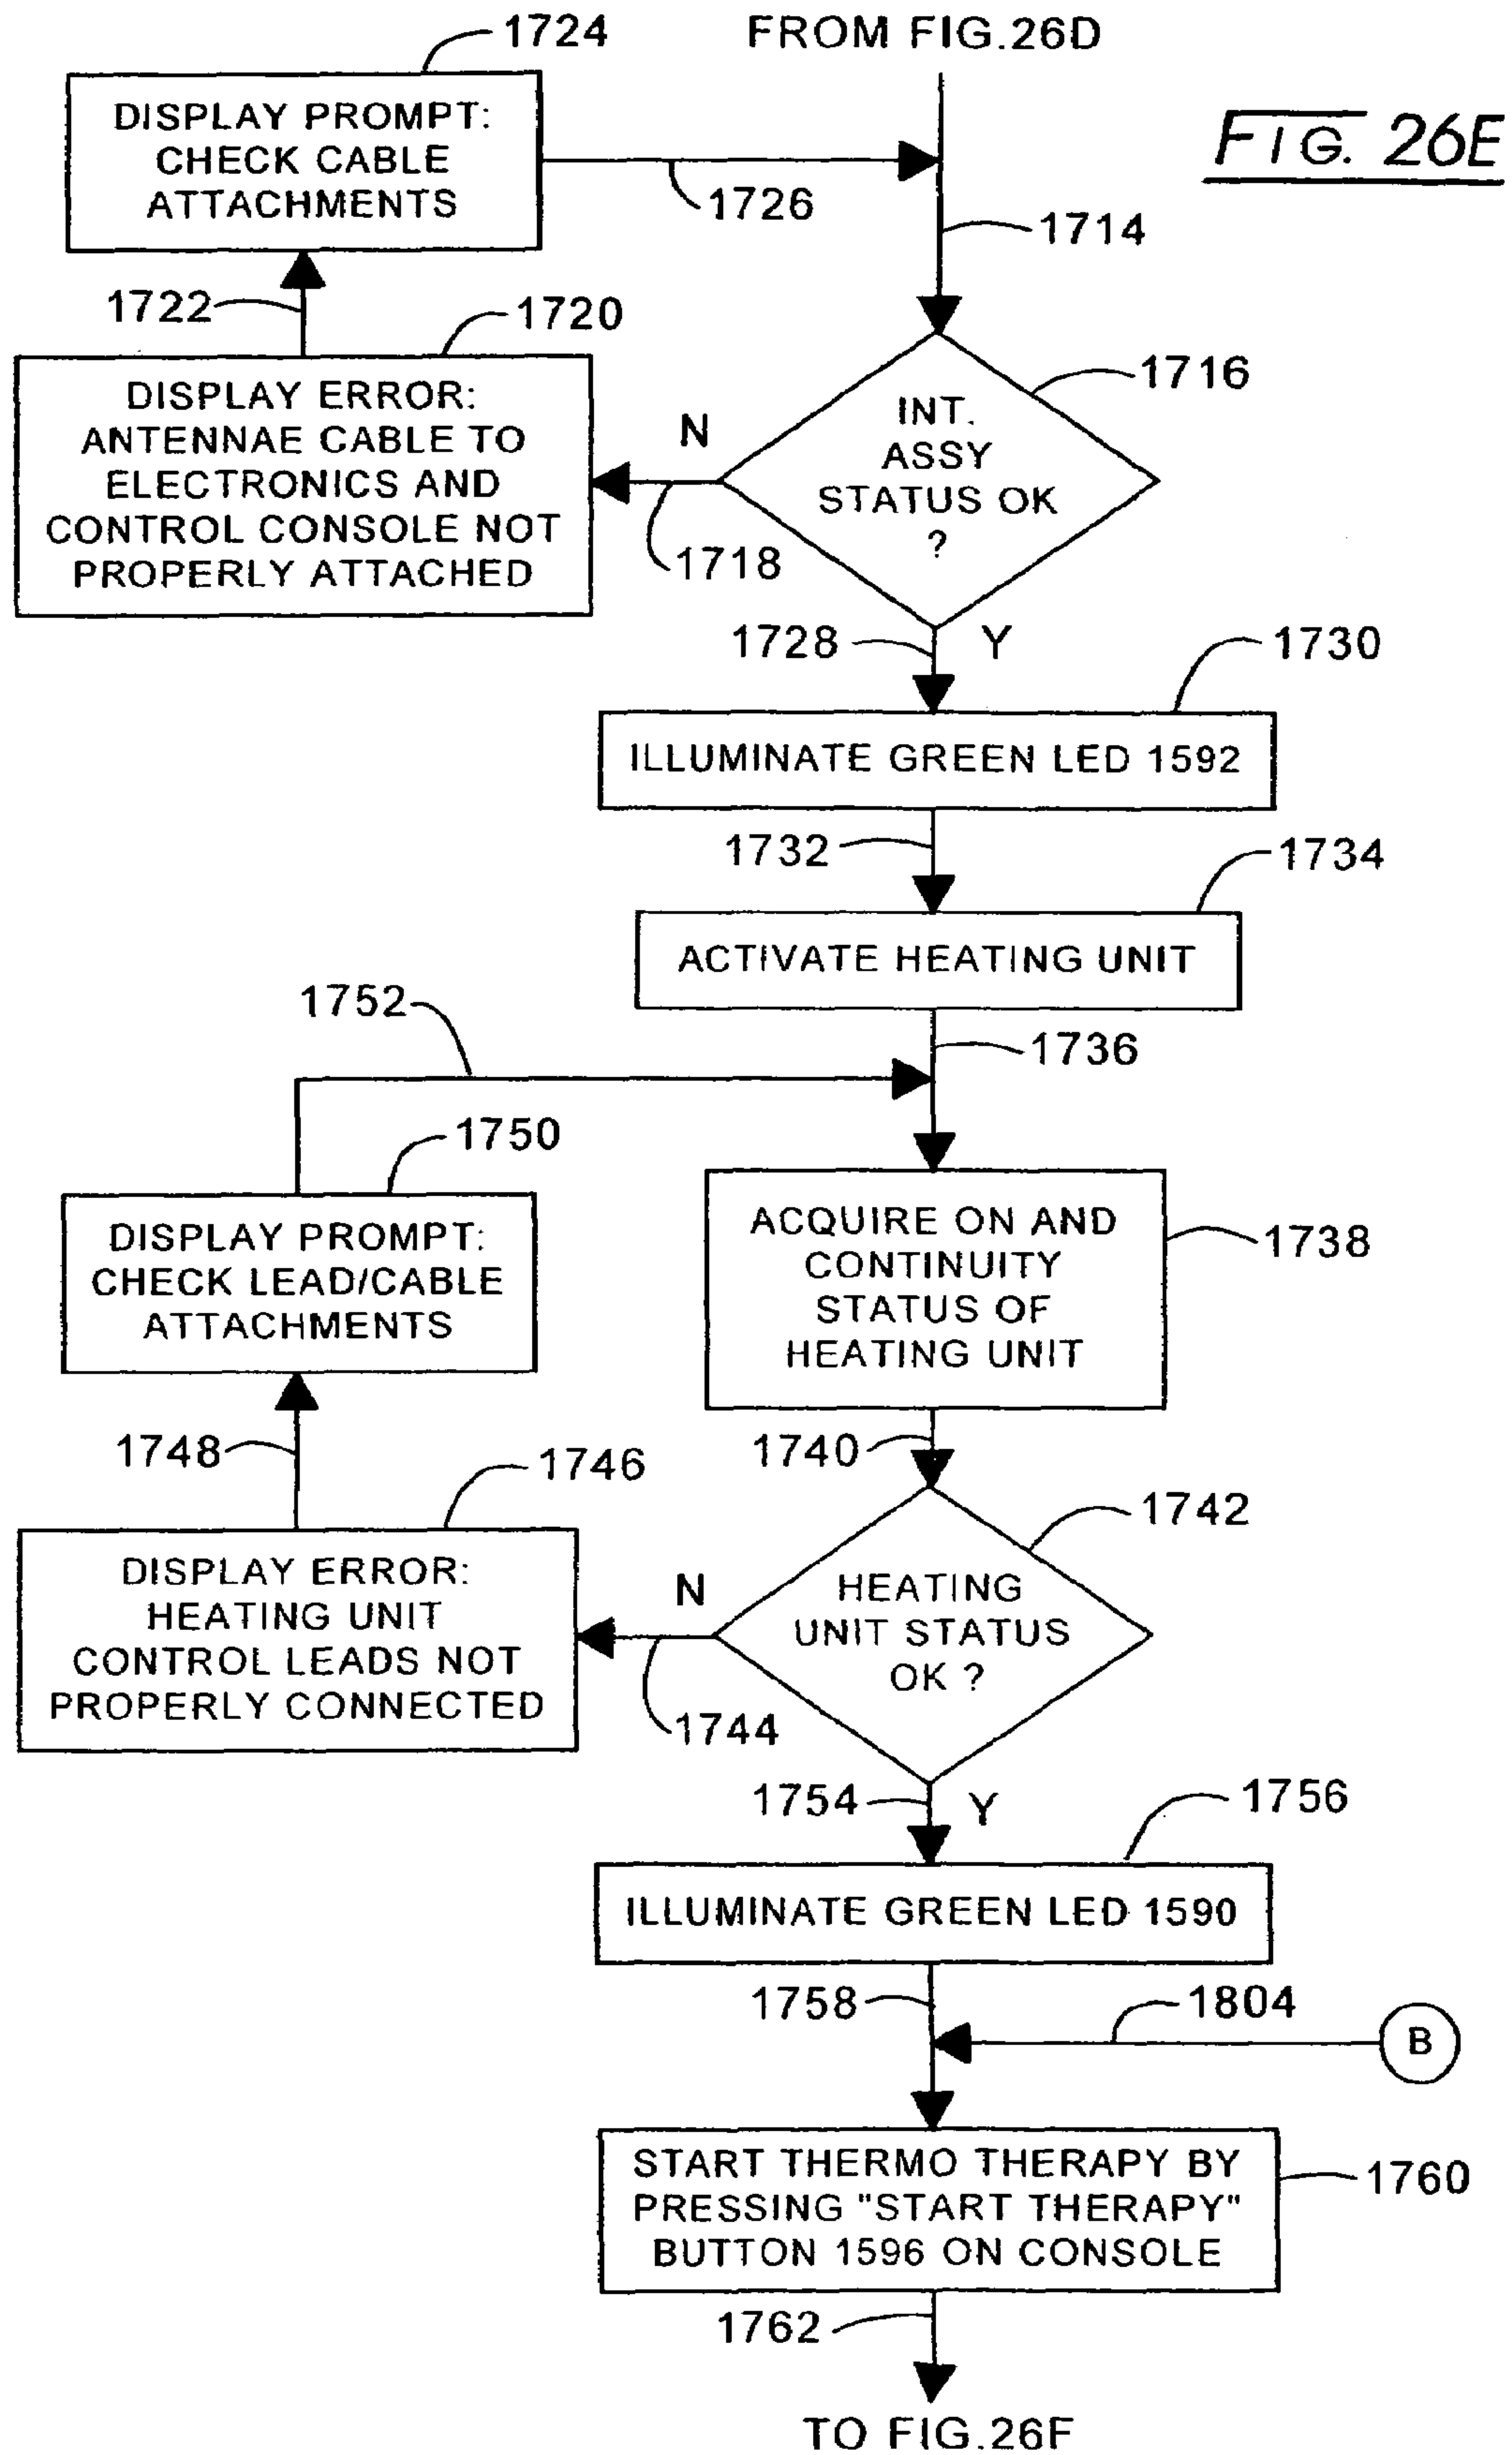 1724
FROM FIG.26D
FIG. 26E
DISPLAY PROMPT:
CHECK CABLE
ATTACHMENTS
1726
1714
1722
1720
1716
DISPLAY ERROR:
ANTENNAE CABLE TO
ELECTRONICS AND
CONTROL CONSOLE NOT
PROPERLY ATTACHED
N
INT.
ASSY
STATUS OK
?
1718
1728
Y
1730
ILLUMINATE GREEN LED 1592
1732
1734
ACTIVATE HEATING UNIT
1752
1736
1750
DISPLAY PROMPT:
CHECK LEAD/CABLE
ATTACHMENTS
ACQUIRE ON AND
CONTINUITY
STATUS OF
HEATING UNIT
1738
1748
1746
1740
1742
DISPLAY ERROR:
HEATING UNIT
CONTROL LEADS NOT
PROPERLY CONNECTED
N
HEATING
UNIT STATUS
OK ?
1744
1754
Y
1756
ILLUMINATE GREEN LED 1590
1758
1804
B
START THERMO THERAPY BY
PRESSING "START THERAPY"
BUTTON 1596 ON CONSOLE
1760
1762
TO FIG.26F